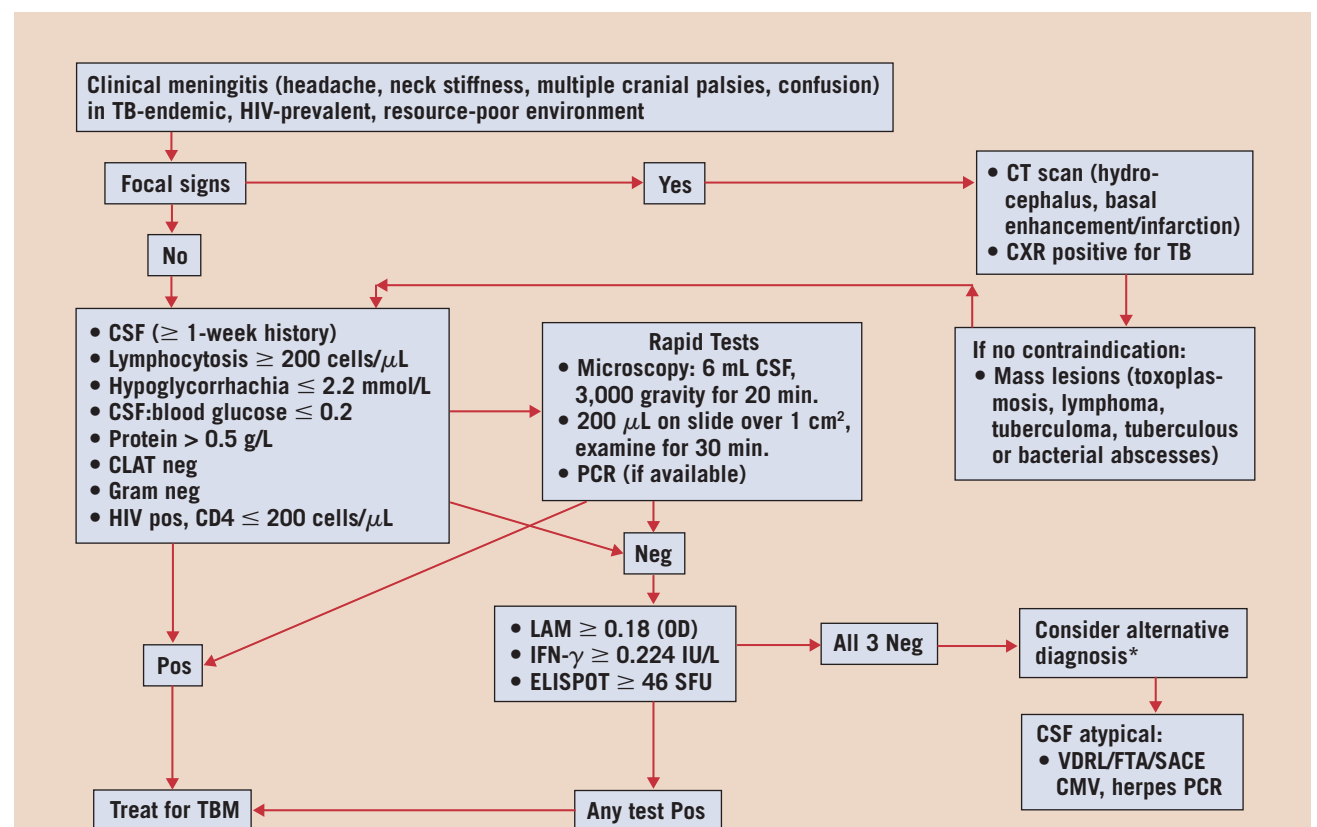 Clinical meningitis (headache, neck stiffness, multiple cranial palsies, confusion)
in TB-endemic, HIV-prevalent, resource-poor environment
Focal signs
Yes
• CT scan (hydro-
cephalus, basal
enhancement/infarction)
• CXR positive for TB
No
• CSF (≥ 1-week history)
• Lymphocytosis ≥ 200 cells/μL
• Hypoglycorrhachia ≤ 2.2 mmol/L
• CSF:blood glucose ≤ 0.2
• Protein > 0.5 g/L
• CLAT neg
• Gram neg
• HIV pos, CD4 ≤ 200 cells/μL
Rapid Tests
• Microscopy: 6 mL CSF,
3,000 gravity for 20 min.
• 200 μL on slide over 1 cm²,
examine for 30 min.
• PCR (if available)
If no contraindication:
• Mass lesions (toxoplas-
mosis, lymphoma,
tuberculoma, tuberculous
or bacterial abscesses)
Neg
Pos
• LAM ≥ 0.18 (OD)
• IFN-γ ≥ 0.224 IU/L
• ELISPOT ≥ 46 SFU
All 3 Neg
Consider alternative
diagnosis*
CSF atypical:
• VDRL/FTA/SACE
CMV, herpes PCR
Treat for TBM
Any test Pos